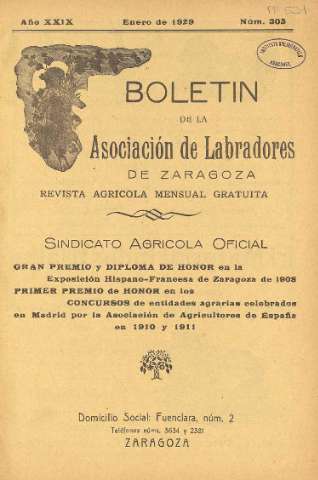 Año XXIX Enero de 1929 Núm. 303
BOLETIN
DE LA
Asociación de Labradores
DE ZARAGOZA
REVISTA AGRICOLA MENSUAL GRATUITA
SINDICATO AGRICOLA OFICIAL
GRAN PREMIO y DIPLOMA DE HONOR en la
Exposición Hispano-Francesa de Zaragoza de 1908
PRIMER PREMIO de HONOR en los
CONCURSOS de entidades agrarias celebrados
en Madrid por la Asociación de Agricultores de España
en 1910 y 1911
Domicilio Social: Fuenclara, núm. 2
Teléfonos núms. 3634 y 2321
ZARAGOZA